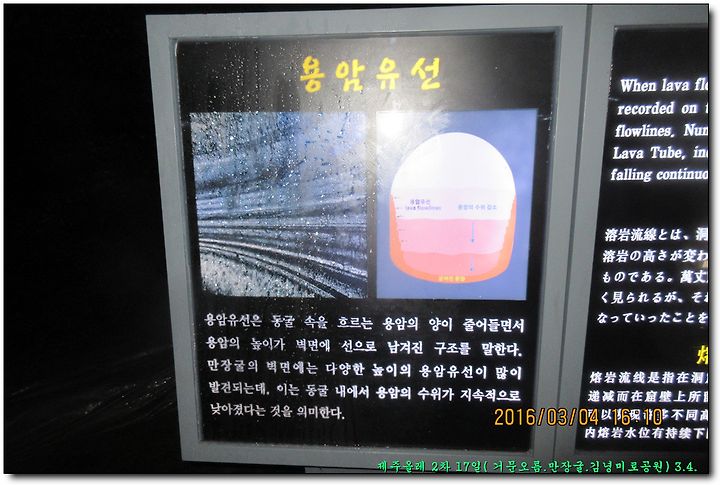 용암유선
용암유선
lava flowlines
용암의 수위 감소
용암유선은 동굴 속을 흐르는 용암의 양이 줄어들면서
용암의 높이가 벽면에 선으로 남겨진 구조를 말한다.
만장굴의 벽면에는 다양한 높이의 용암유선이 많이
발견되는데, 이는 동굴 내에서 용암의 수위가 지속적으로
낮아졌다는 것을 의미한다.
When lava flo
recorded on t
flowlines. Num
Lava Tube, ind
falling continuou
溶岩流線とは、洞
溶岩の高さが変わ
ものである。萬丈
く見られるが、それ
なっていったことを
熔
熔岩流线是指在洞
递减而在窟壁上所留
不同高
内熔岩水位有持续下
2016/03/04 16:10
제주올레 2차 17일( 거문오름.만장굴.김녕미로공원) 3.4.